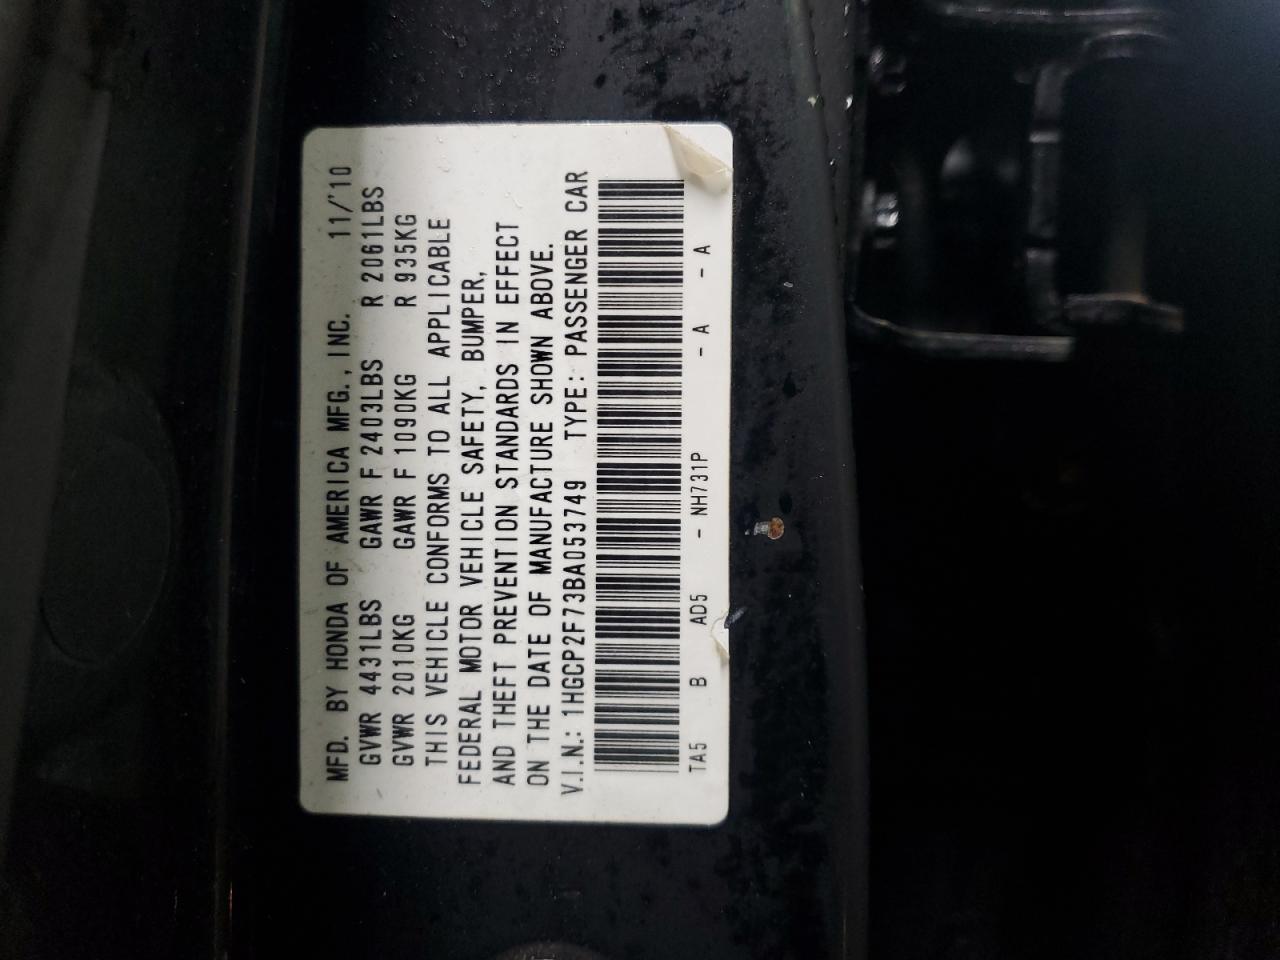 MFD. BY HONDA OF AMERICA MFG., INC. 11/'10
GVWR 4431LBS GAWR F 2403LBS R 2061LBS
GVWR 2010KG GAWR F 1090KG R 935KG
THIS VEHICLE CONFORMS TO ALL APPLICABLE
FEDERAL MOTOR VEHICLE SAFETY, BUMPER,
AND THEFT PREVENTION STANDARDS IN EFFECT
ON THE DATE OF MANUFACTURE SHOWN ABOVE.
V.I.N.: 1HGCP2F73BA053749 TYPE: PASSENGER CAR
TA5 B AD5 - NH731P - A - A